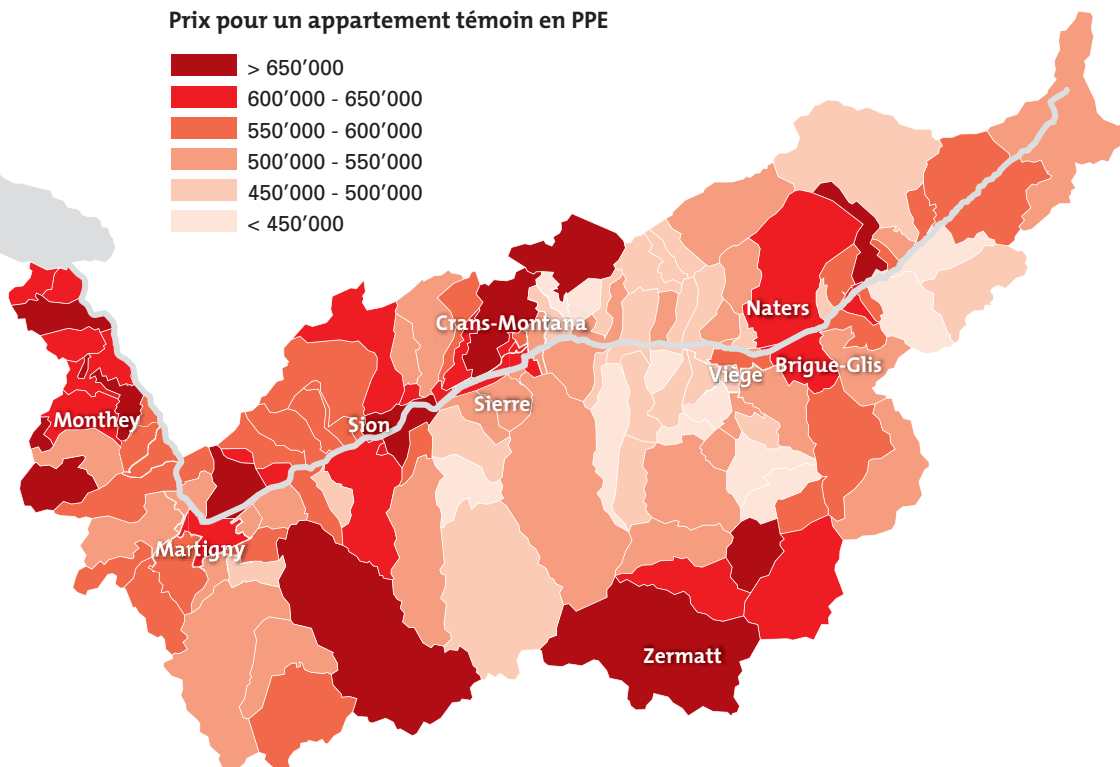 Prix pour un appartement témoin en PPE
> 650’000
600’000 - 650’000
550’000 - 600’000
500’000 - 550’000
450’000 - 500’000
< 450’000
Naters
Crans-Montana
Brigue-Glis
Viège
Sierre
Monthey
Sion
Martigny
Zermatt